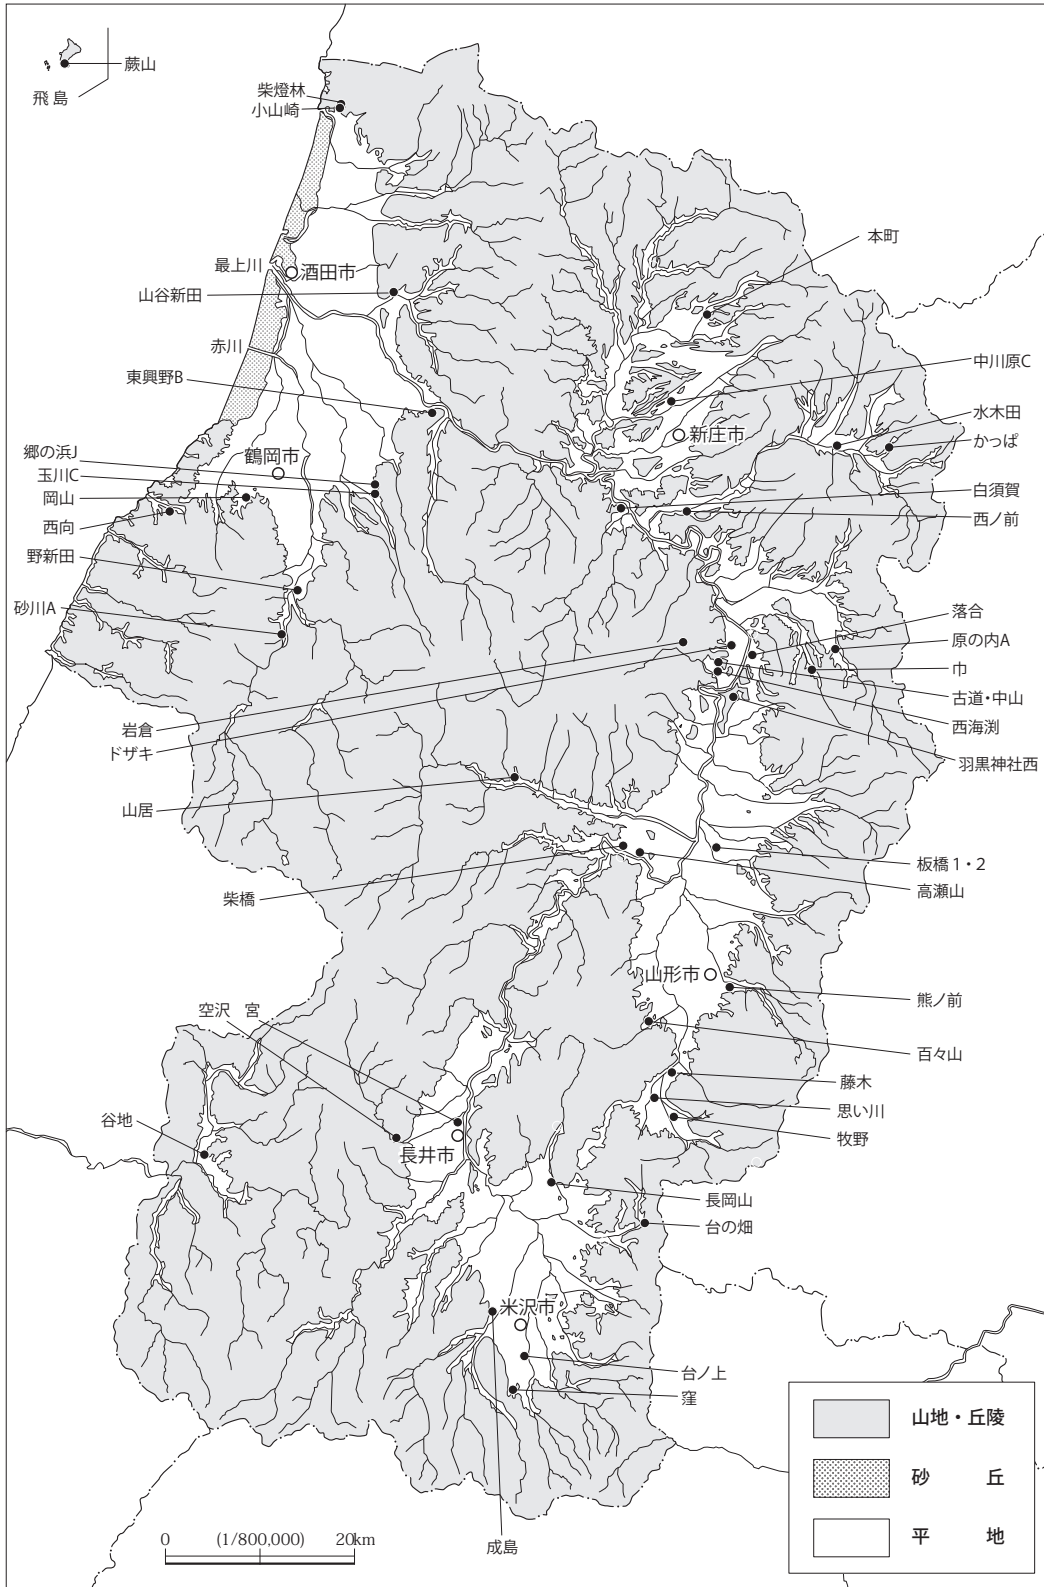 蕨山
飛島
柴燈林
小山崎
本町
最上川
酒田市
山谷新田
赤川
東興野B
中川原C
水木田
新庄市
かっぱ
郷の浜J
鶴岡市
玉川C
岡山
白須賀
西向
西ノ前
野新田
砂川A
落合
原の内A
巾
古道・中山
岩倉
西海渕
ドザキ
羽黒神社西
山居
板橋1・2
柴橋
高瀬山
山形市
熊ノ前
空沢 宮
百々山
藤木
思い川
谷地
牧野
長井市
長岡山
台の畑
米沢市
台ノ上
窪
山地・丘陵
砂 丘
平 地
0 (1/800,000) 20km
成島